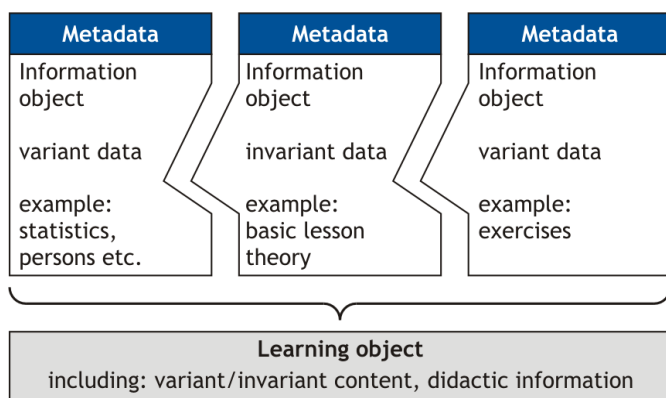 Metadata
Information
object
variant data
example:
statistics,
persons etc.
Metadata
Information
object
invariant data
example:
basic lesson
theory
Metadata
Information
object
variant data
example:
exercises
Learning object
including: variant/invariant content, didactic information